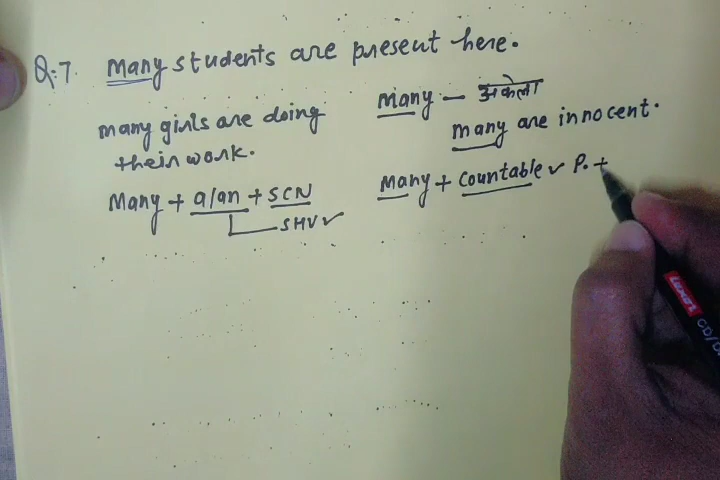 Q.7. Many students are present here.
many girls are doing
their work.
many — अकेला
many are innocent.
Many + a/an + SCN
SHV ✓
Many + countable ✓ P. +
LUXOR